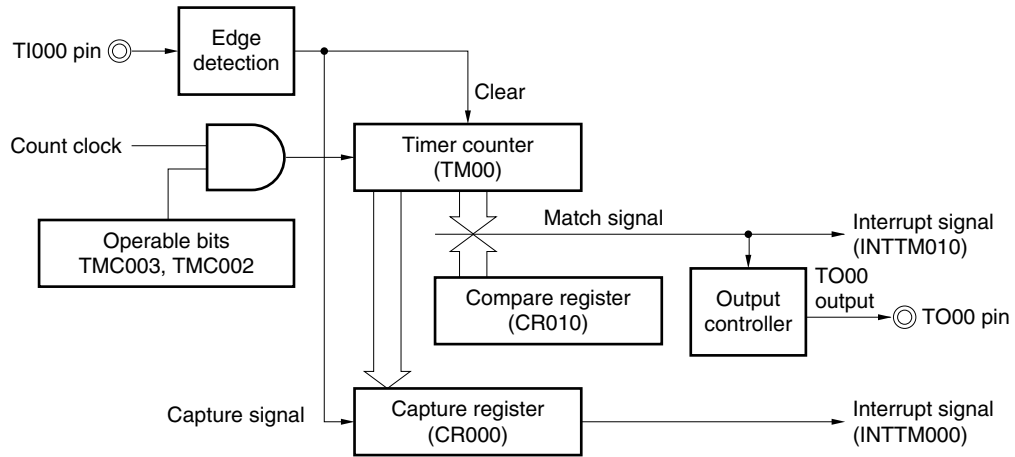 TI000 pin
Edge
detection
Clear
Count clock
Timer counter
(TM00)
Operable bits
TMC003, TMC002
Match signal
Interrupt signal
(INTTM010)
Compare register
(CR010)
Output
controller
TO00
output
TO00 pin
Capture signal
Capture register
(CR000)
Interrupt signal
(INTTM000)